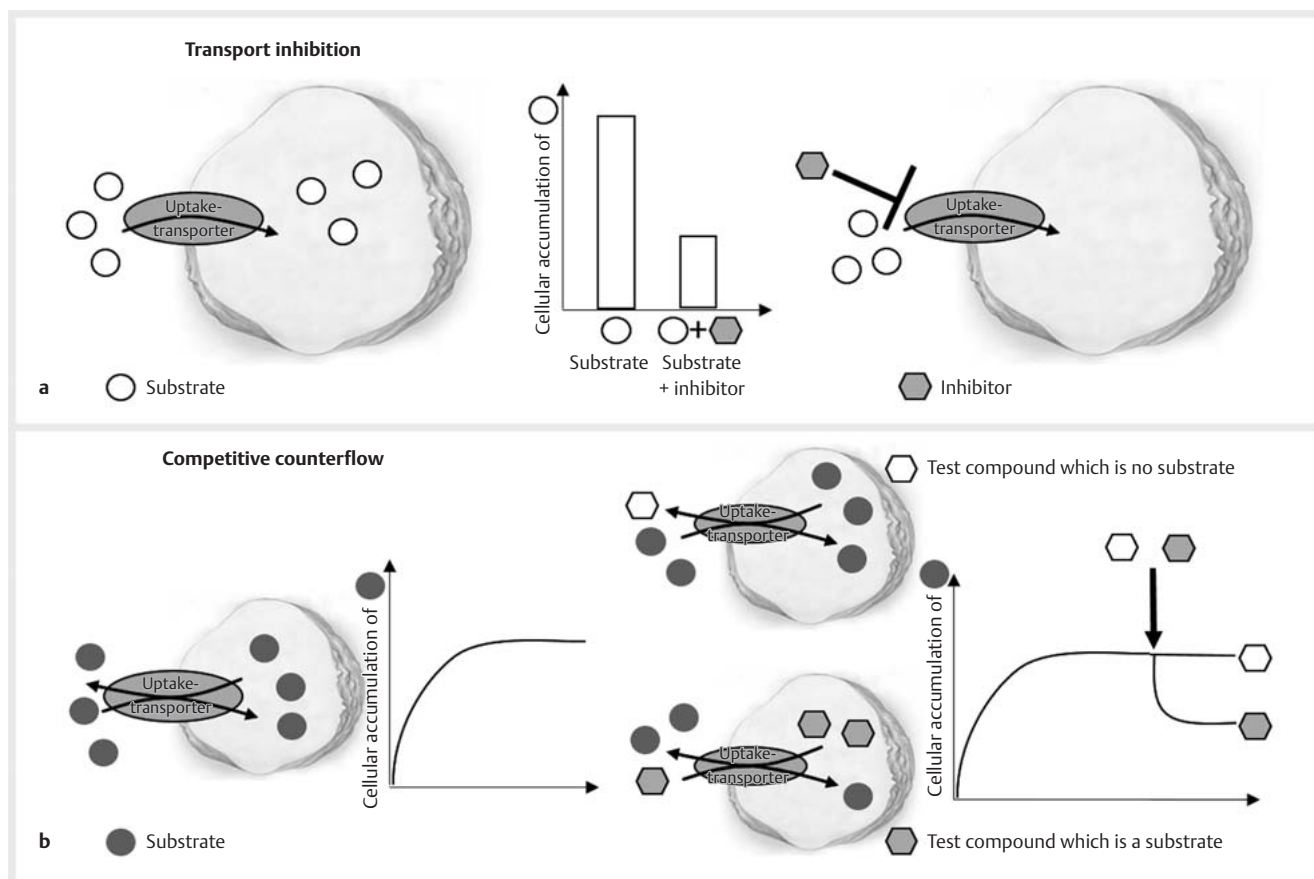 Transport inhibition
Uptake-
transporter
Cellular accumulation of
+
Substrate
Substrate
+ inhibitor
Uptake-
transporter
a
Substrate
Inhibitor
Competitive counterflow
Uptake-
transporter
Cellular accumulation of
Uptake-
transporter
Test compound which is no substrate
Uptake-
transporter
Cellular accumulation of
b
Substrate
Test compound which is a substrate